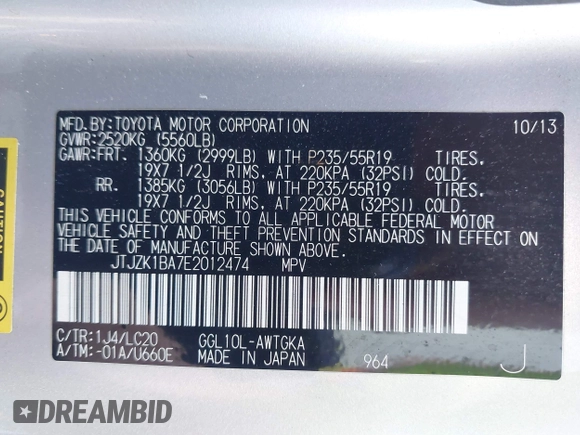 MFD.BY:TOYOTA MOTOR CORPORATION 10/13
GVWR:2520KG (5560LB)
GAWR:FRT. 1360KG (2999LB) WITH P235/55R19 TIRES.
19X7 1/2J RIMS. AT 220KPA (32PSI) COLD.
RR. 1385KG (3056LB) WITH P235/55R19 TIRES.
19X7 1/2J RIMS. AT 220KPA (32PSI) COLD.
THIS VEHICLE CONFORMS TO ALL APPLICABLE FEDERAL MOTOR
VEHICLE SAFETY AND THEFT PREVENTION STANDARDS IN EFFECT ON
THE DATE OF MANUFACTURE SHOWN ABOVE.
JTJZK1BA7E2012474 MPV
C/TR:1J4/LC20 GGL10L-AWTGKA
A/TM:-01A/U660E MADE IN JAPAN 964 J
CAUTION
DREAMBID
DREAMBID